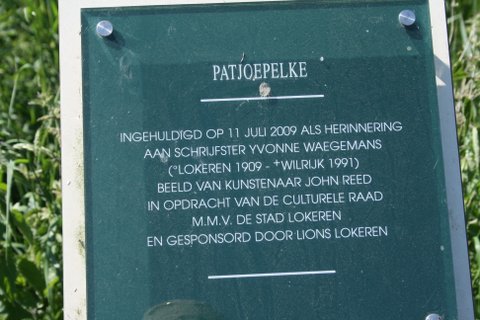 PATJOEPELKE
INGEHULDIGD OP 11 JULI 2009 ALS HERINNERING
AAN SCHRIJFSTER YVONNE WAEGEMANS
(°LOKEREN 1909 - +WILRIJK 1991)
BEELD VAN KUNSTENAAR JOHN REED
IN OPDRACHT VAN DE CULTURELE RAAD
M.M.V. DE STAD LOKEREN
EN GESPONSORD DOOR LIONS LOKEREN